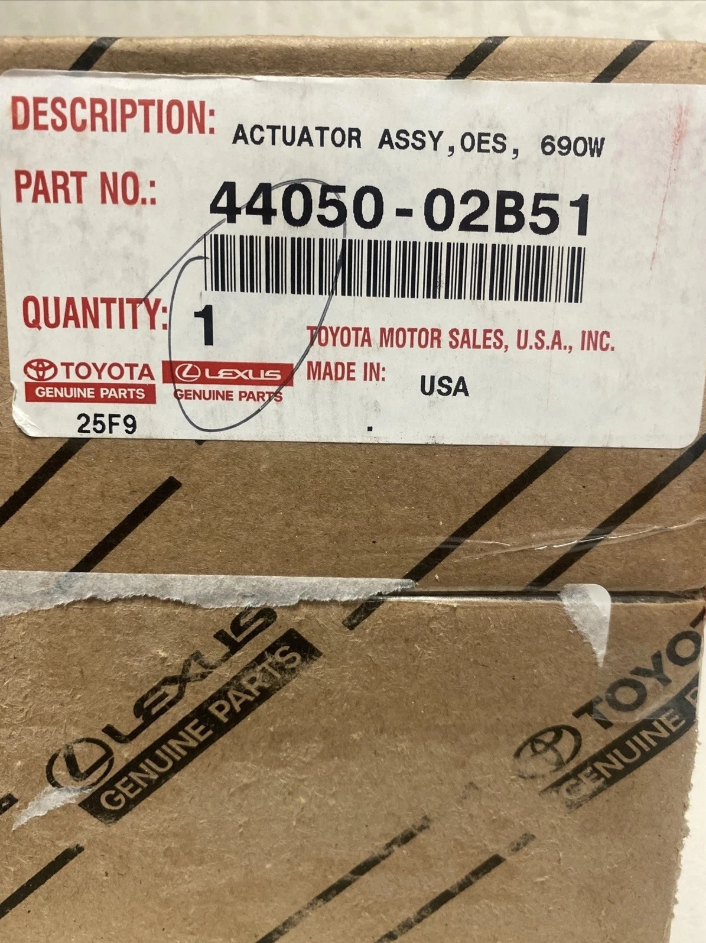 DESCRIPTION: ACTUATOR ASSY,OES, 690W
PART NO.: 44050-02B51
QUANTITY: 1
TOYOTA MOTOR SALES, U.S.A., INC.
TOYOTA
GENUINE PARTS
LEXUS
GENUINE PARTS
MADE IN: USA
25F9
LEXUS
GENUINE PARTS
TOYO
GENUINE